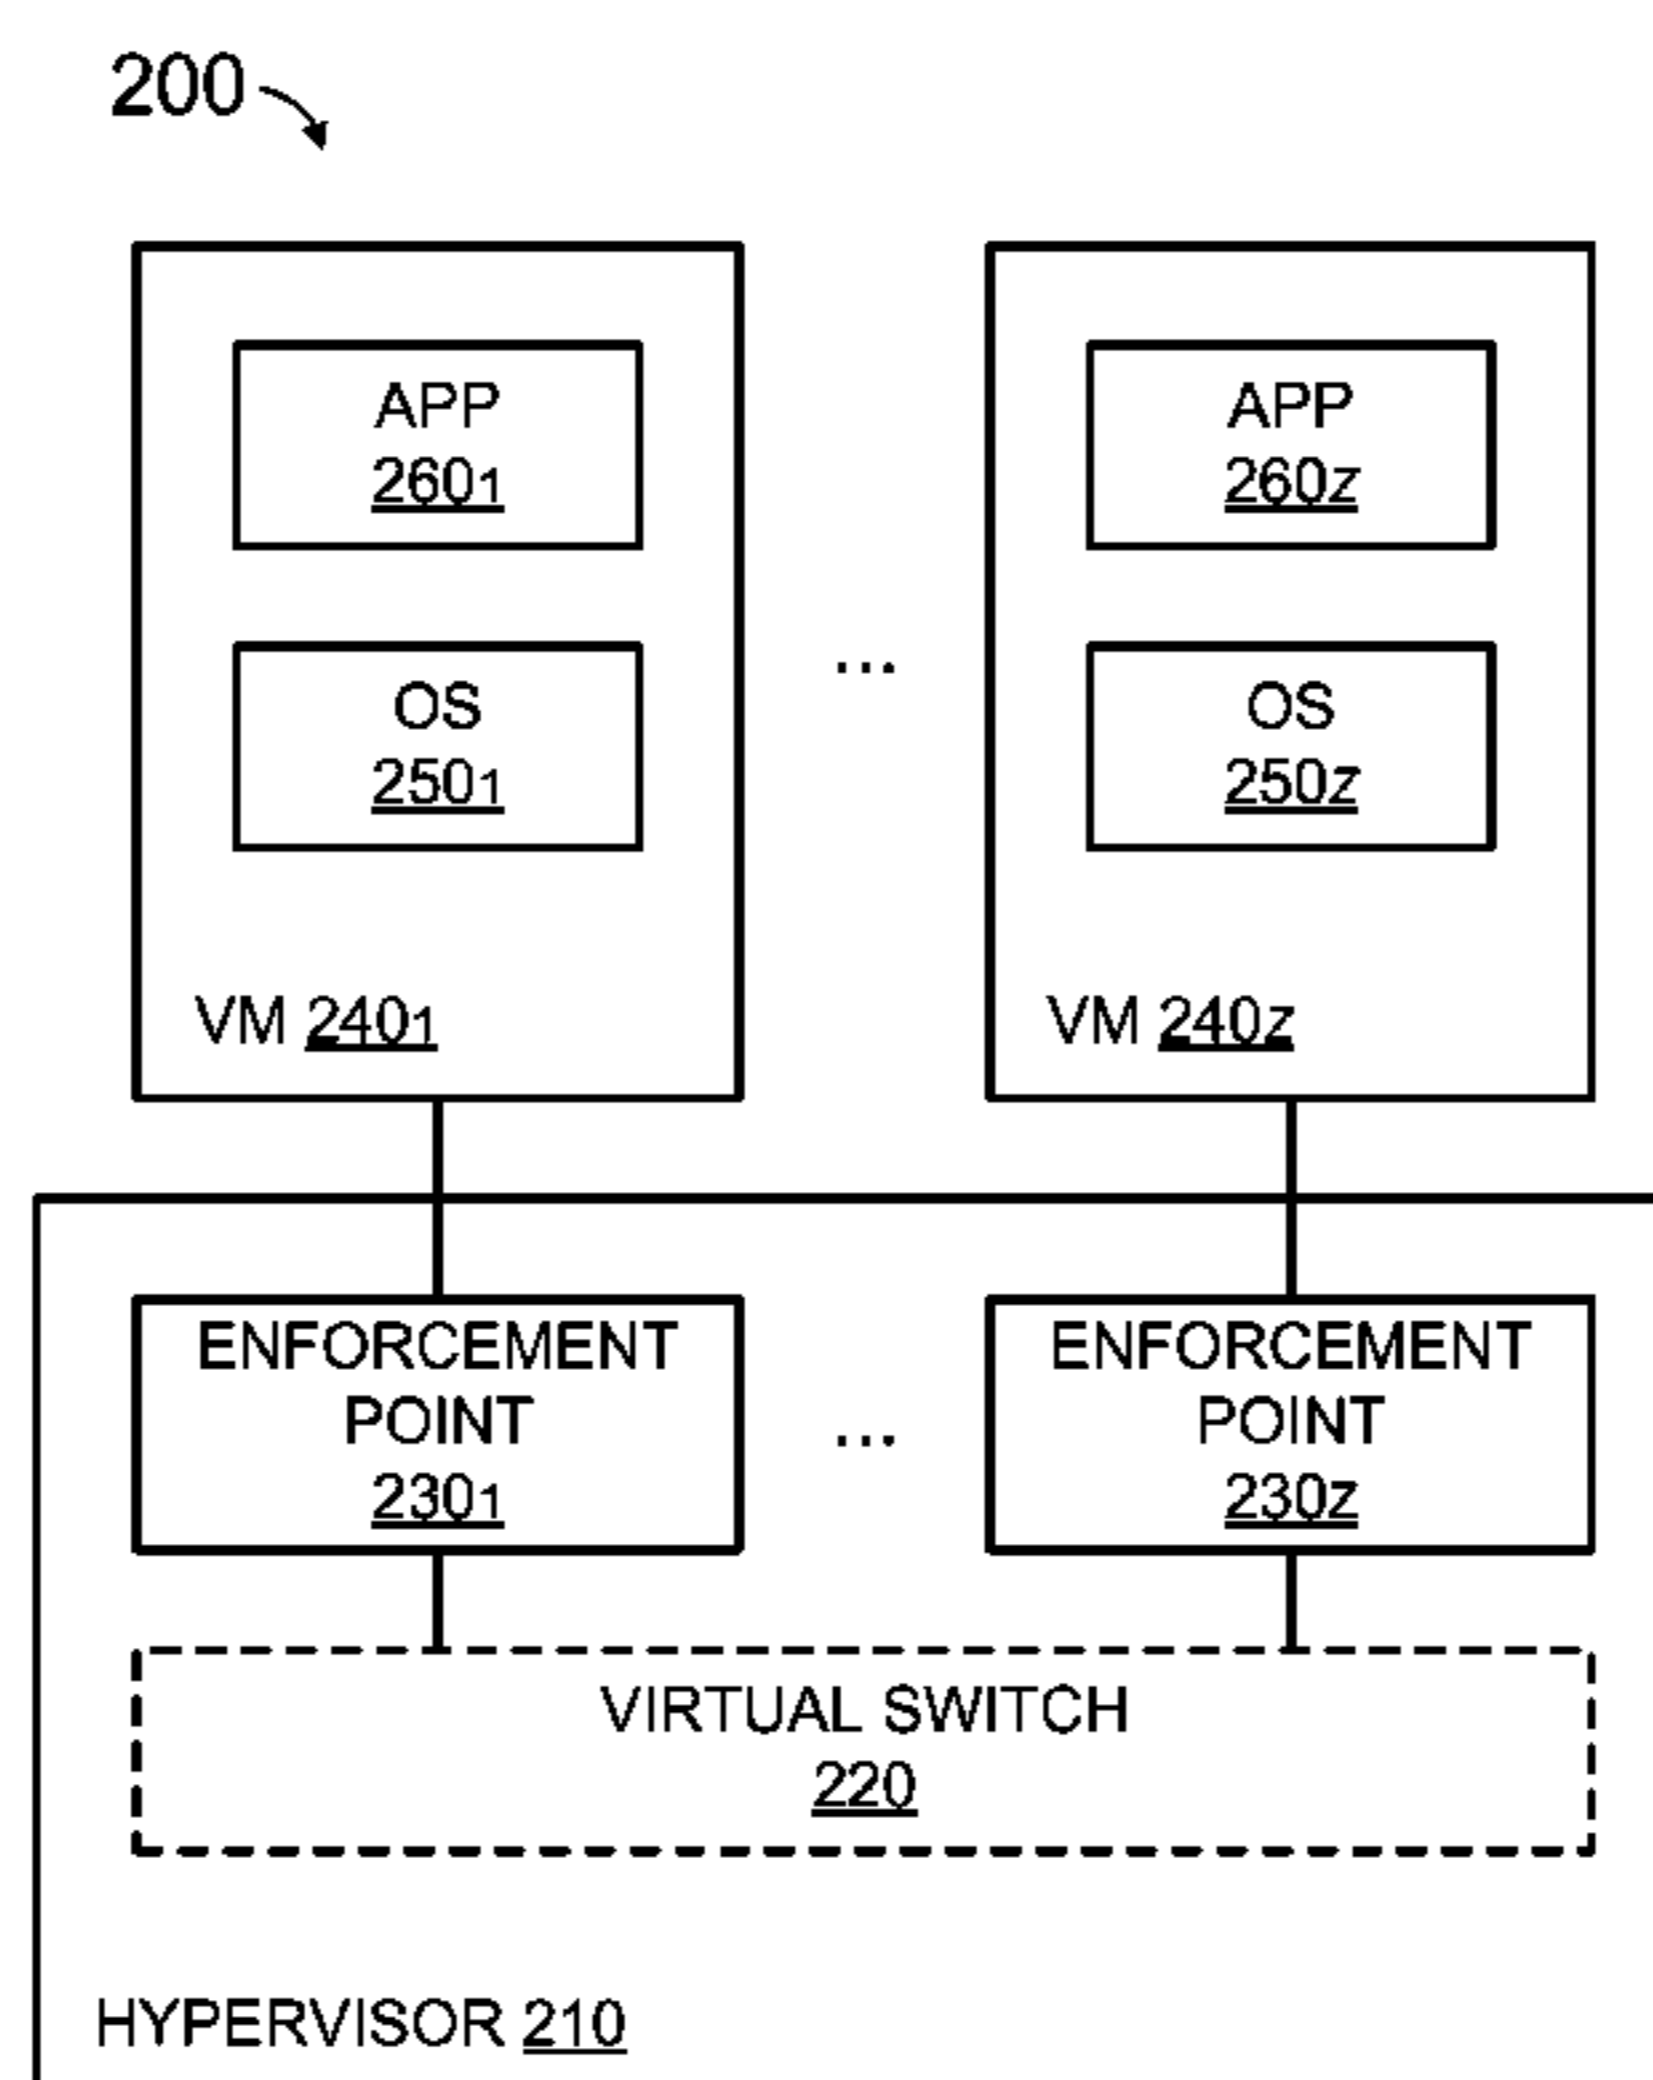 200
APP
260₁
APP
260z
OS
250₁
...
OS
250z
VM 240₁
VM 240z
ENFORCEMENT
POINT
230₁
...
ENFORCEMENT
POINT
230z
VIRTUAL SWITCH
220
HYPERVISOR 210